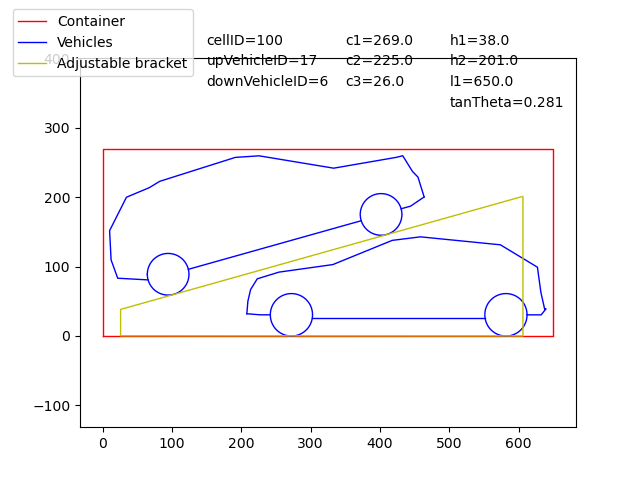 Container
Vehicles
Adjustable bracket
cellID=100
upVehicleID=17
downVehicleID=6
c1=269.0
c2=225.0
c3=26.0
h1=38.0
h2=201.0
l1=650.0
tanTheta=0.281
400
300
200
100
0
−100
0 100 200 300 400 500 600